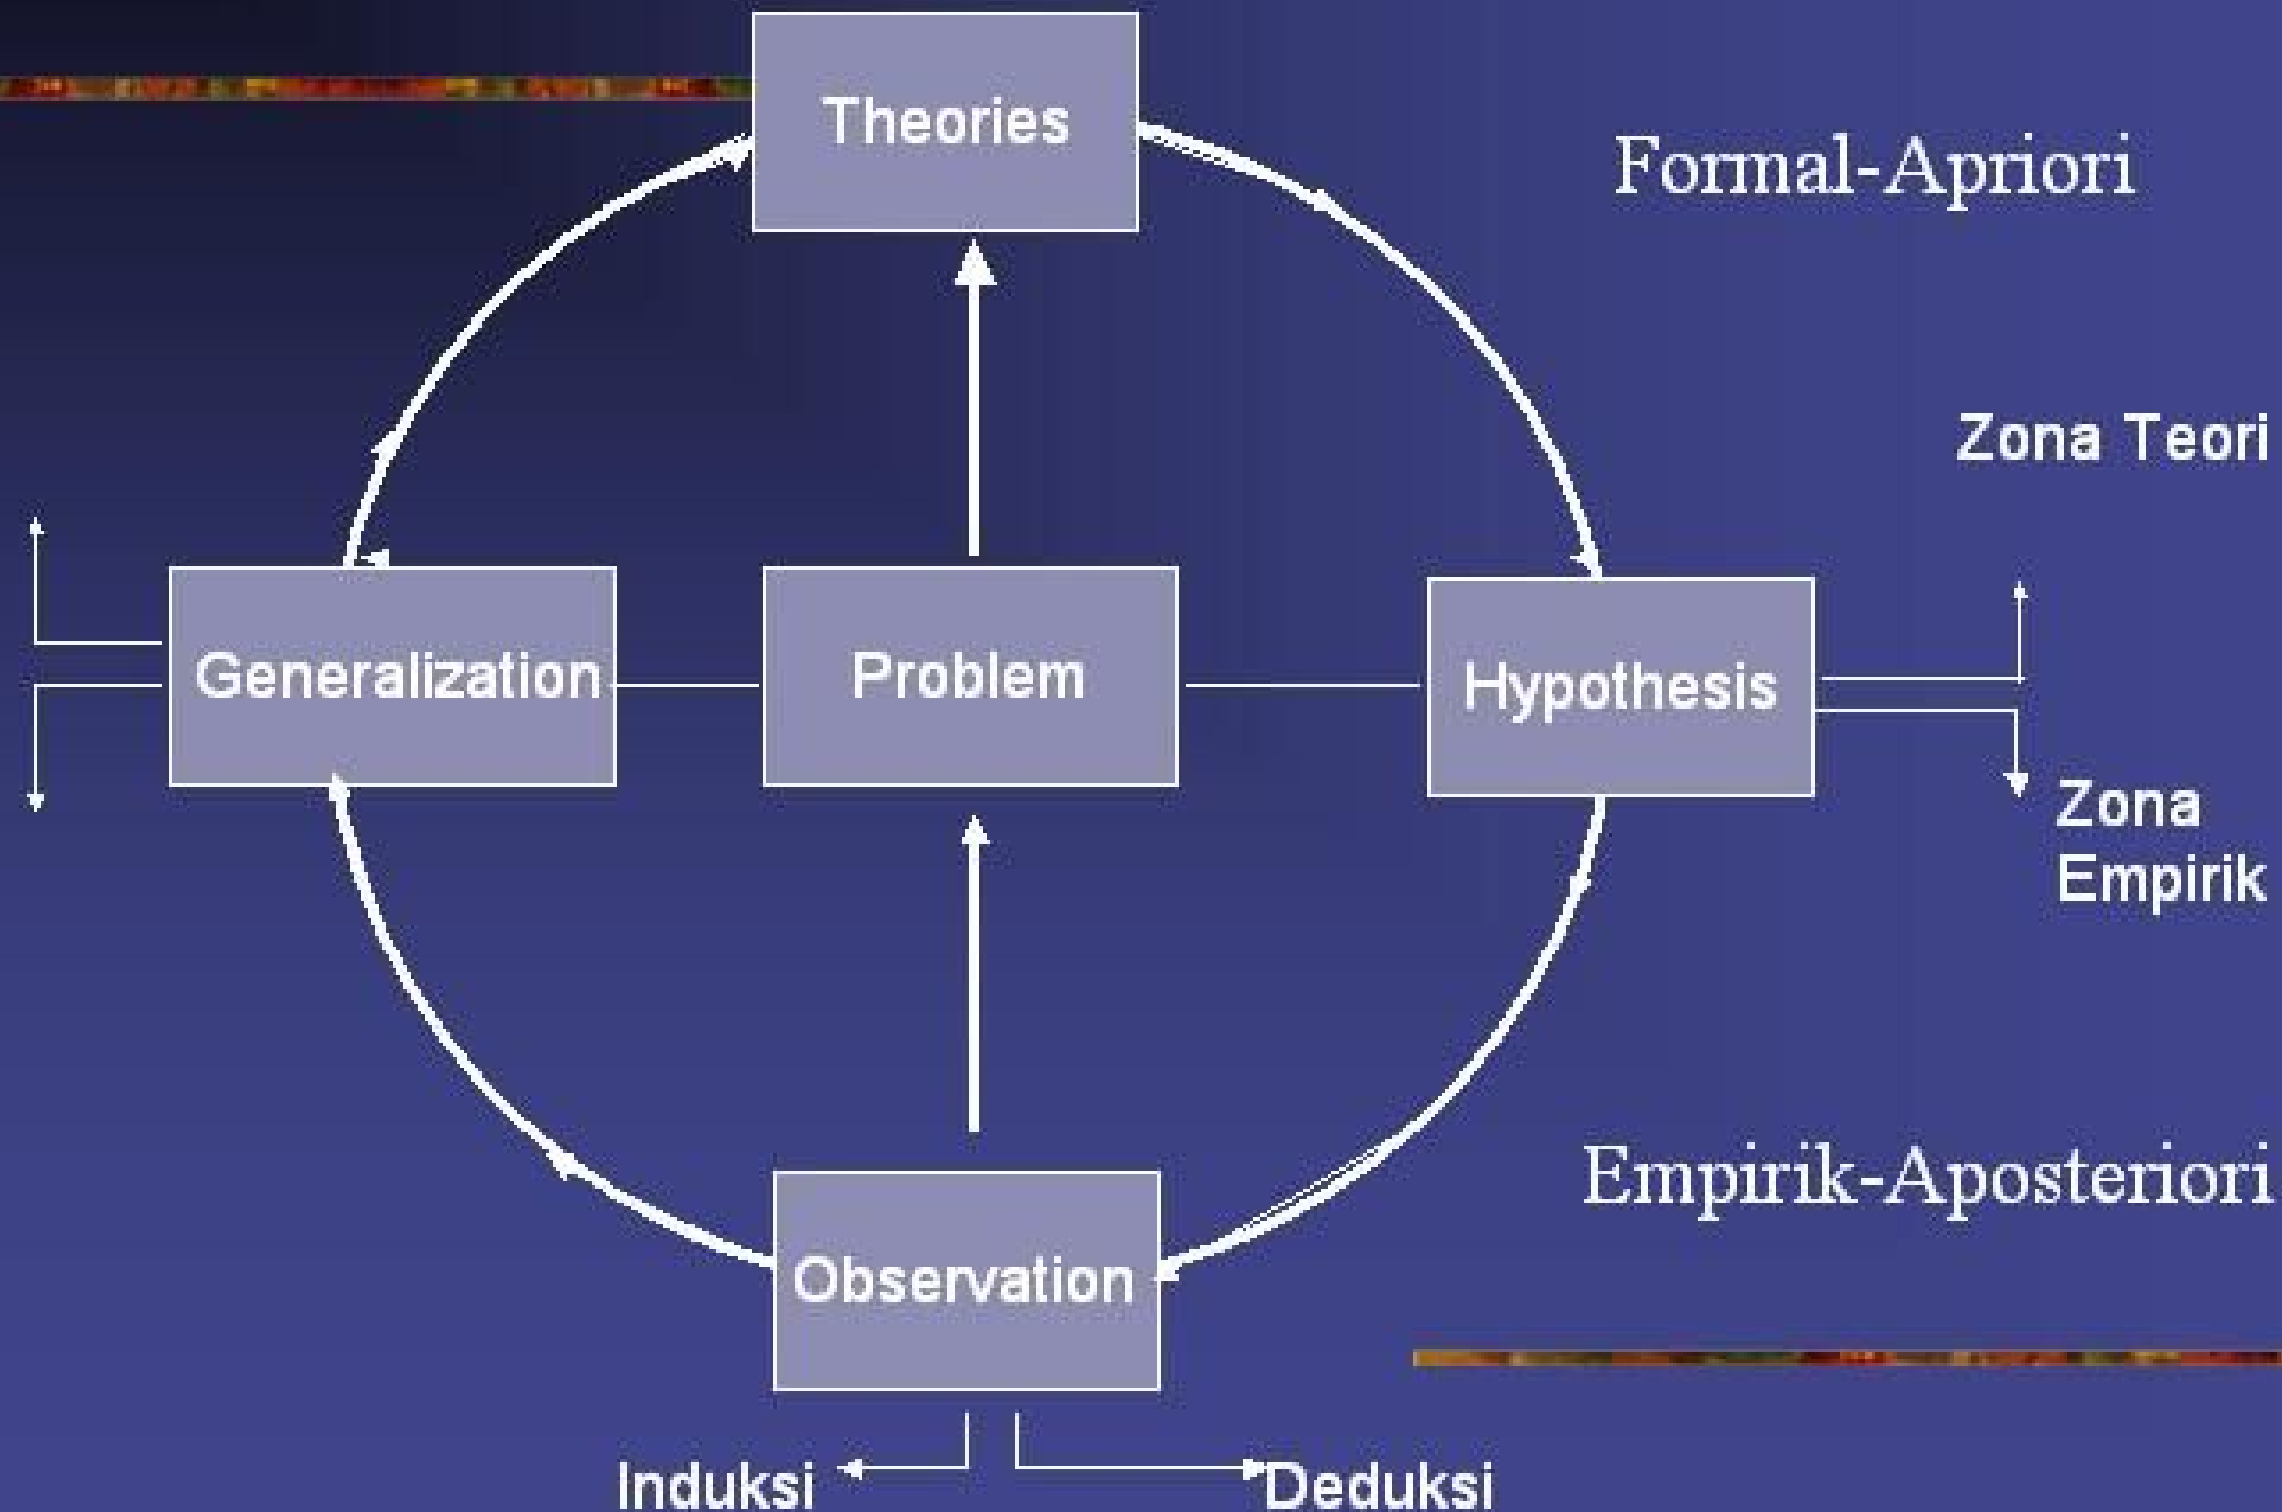 Theories
Formal-Apriori
Zona Teori
Generalization
Problem
Hypothesis
Zona
Empirik
Empirik-Aposteriori
Observation
Induksi
Deduksi